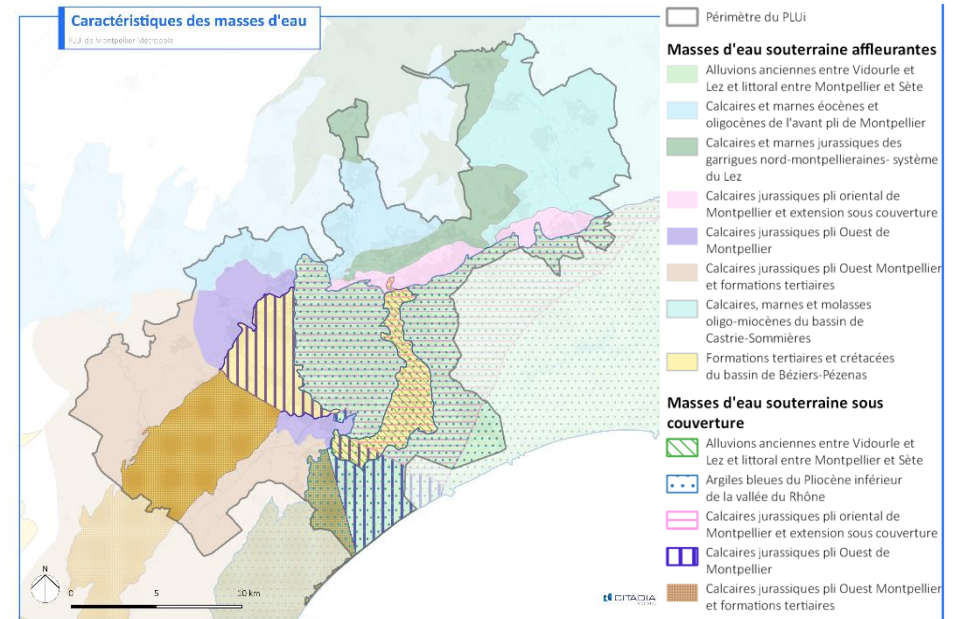 Caractéristiques des masses d'eau
PLUi de Montpellier Métropole
N
0 5 10 km
CITADIA
Périmètre du PLUi
Masses d'eau souterraine affleurantes
Alluvions anciennes entre Vidourle et
Lez et littoral entre Montpellier et Sète
Calcaires et marnes éocènes et
oligocènes de l'avant pli de Montpellier
Calcaires et marnes jurassiques des
garrigues nord-montpellieraines- système
du Lez
Calcaires jurassiques pli oriental de
Montpellier et extension sous couverture
Calcaires jurassiques pli Ouest de
Montpellier
Calcaires jurassiques pli Ouest Montpellier
et formations tertiaires
Calcaires, marnes et molasses
oligo-miocènes du bassin de
Castrie-Sommières
Formations tertiaires et crétacées
du bassin de Béziers-Pézenas
Masses d'eau souterraine sous
couverture
Alluvions anciennes entre Vidourle et
Lez et littoral entre Montpellier et Sète
Argiles bleues du Pliocène inférieur
de la vallée du Rhône
Calcaires jurassiques pli oriental de
Montpellier et extension sous couverture
Calcaires jurassiques pli Ouest de
Montpellier
Calcaires jurassiques pli Ouest Montpellier
et formations tertiaires